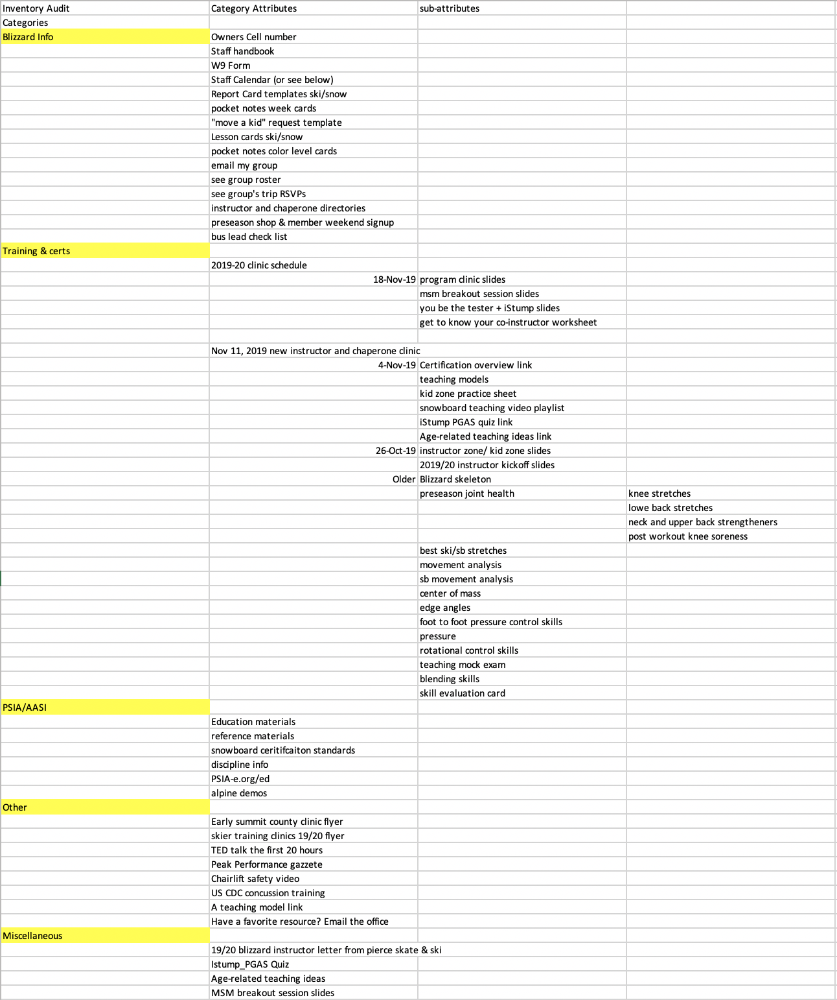 Inventory Audit Category Attributes sub-attributes
Categories
Blizzard Info Owners Cell number
Staff handbook
W9 Form
Staff Calendar (or see below)
Report Card templates ski/snow
pocket notes week cards
"move a kid" request template
Lesson cards ski/snow
pocket notes color level cards
email my group
see group roster
see group's trip RSVPs
instructor and chaperone directories
preseason shop & member weekend signup
bus lead check list
Training & certs
2019-20 clinic schedule
18-Nov-19 program clinic slides
msm breakout session slides
you be the tester + iStump slides
get to know your co-instructor worksheet
Nov 11, 2019 new instructor and chaperone clinic
4-Nov-19 Certification overview link
teaching models
kid zone practice sheet
snowboard teaching video playlist
iStump PGAS quiz link
Age-related teaching ideas link
26-Oct-19 instructor zone/ kid zone slides
2019/20 instructor kickoff slides
Older Blizzard skeleton
preseason joint health knee stretches
lowe back stretches
neck and upper back strengtheners
post workout knee soreness
best ski/sb stretches
movement analysis
sb movement analysis
center of mass
edge angles
foot to foot pressure control skills
pressure
rotational control skills
teaching mock exam
blending skills
skill evaluation card
PSIA/AASI
Education materials
reference materials
snowboard ceritifcaiton standards
discipline info
PSIA-e.org/ed
alpine demos
Other
Early summit county clinic flyer
skier training clinics 19/20 flyer
TED talk the first 20 hours
Peak Performance gazzete
Chairlift safety video
US CDC concussion training
A teaching model link
Have a favorite resource? Email the office
Miscellaneous
19/20 blizzard instructor letter from pierce skate & ski
Istump_PGAS Quiz
Age-related teaching ideas
MSM breakout session slides